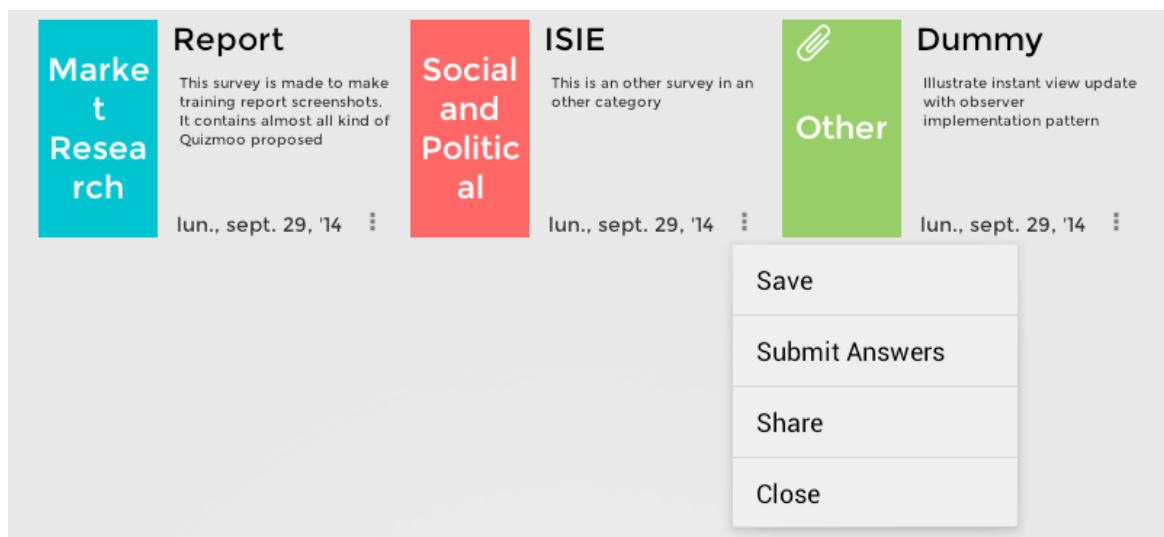 Marke
t
Resea
rch
Report
This survey is made to make
training report screenshots.
It contains almost all kind of
Quizmoo proposed
lun., sept. 29, '14
Social
and
Politic
al
ISIE
This is an other survey in an
other category
lun., sept. 29, '14
Other
Dummy
Illustrate instant view update
with observer
implementation pattern
lun., sept. 29, '14
Save
Submit Answers
Share
Close